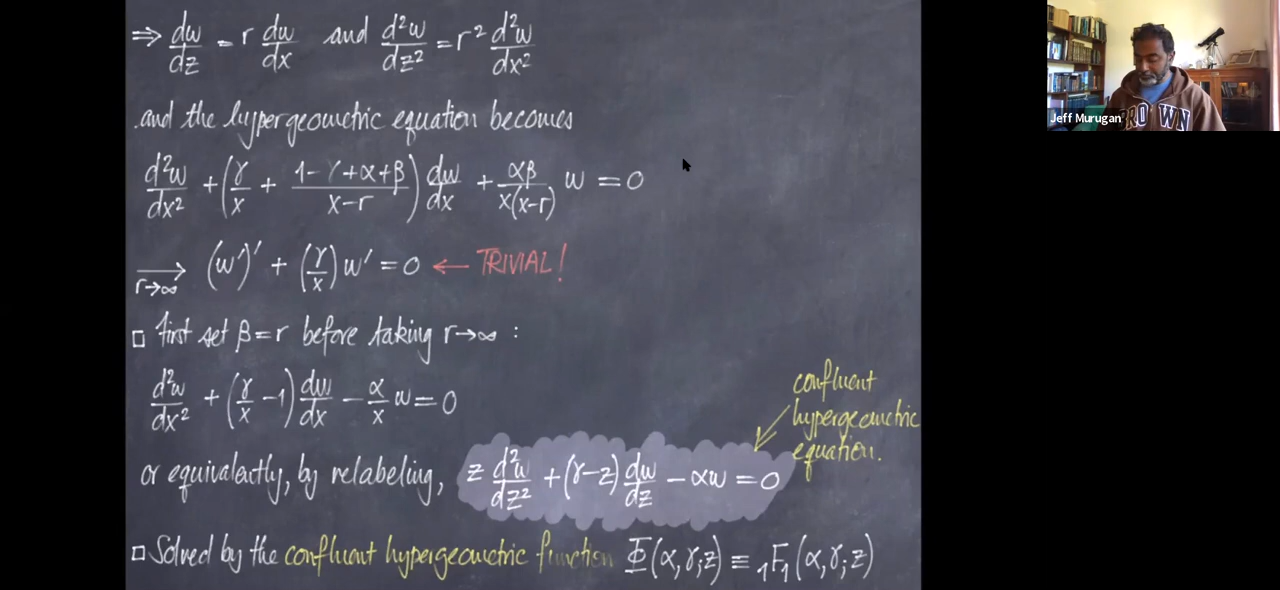 ⇒ dw/dz = r dw/dx and d²w/dz² = r² d²w/dx²
and the hypergeometric equation becomes
d²w/dx² + (γ/x + (1-γ+α+β)/(x-r)) dw/dx + αβ/(x(x-r)) w = 0
⟶ r→∞ (w')' + (γ/x) w' = 0 ← TRIVIAL!
□ First set β=r before taking r→∞ :
d²w/dx² + (γ/x - 1) dw/dx - α/x w = 0
confluent
hypergeometric
equation.
or equivalently, by relabeling, z d²w/dz² + (γ-z) dw/dz - αw = 0
□ Solved by the confluent hypergeometric function Φ(α,γ;z) ≡ ₁F₁(α,γ;z)
Jeff Murugan
ROWN